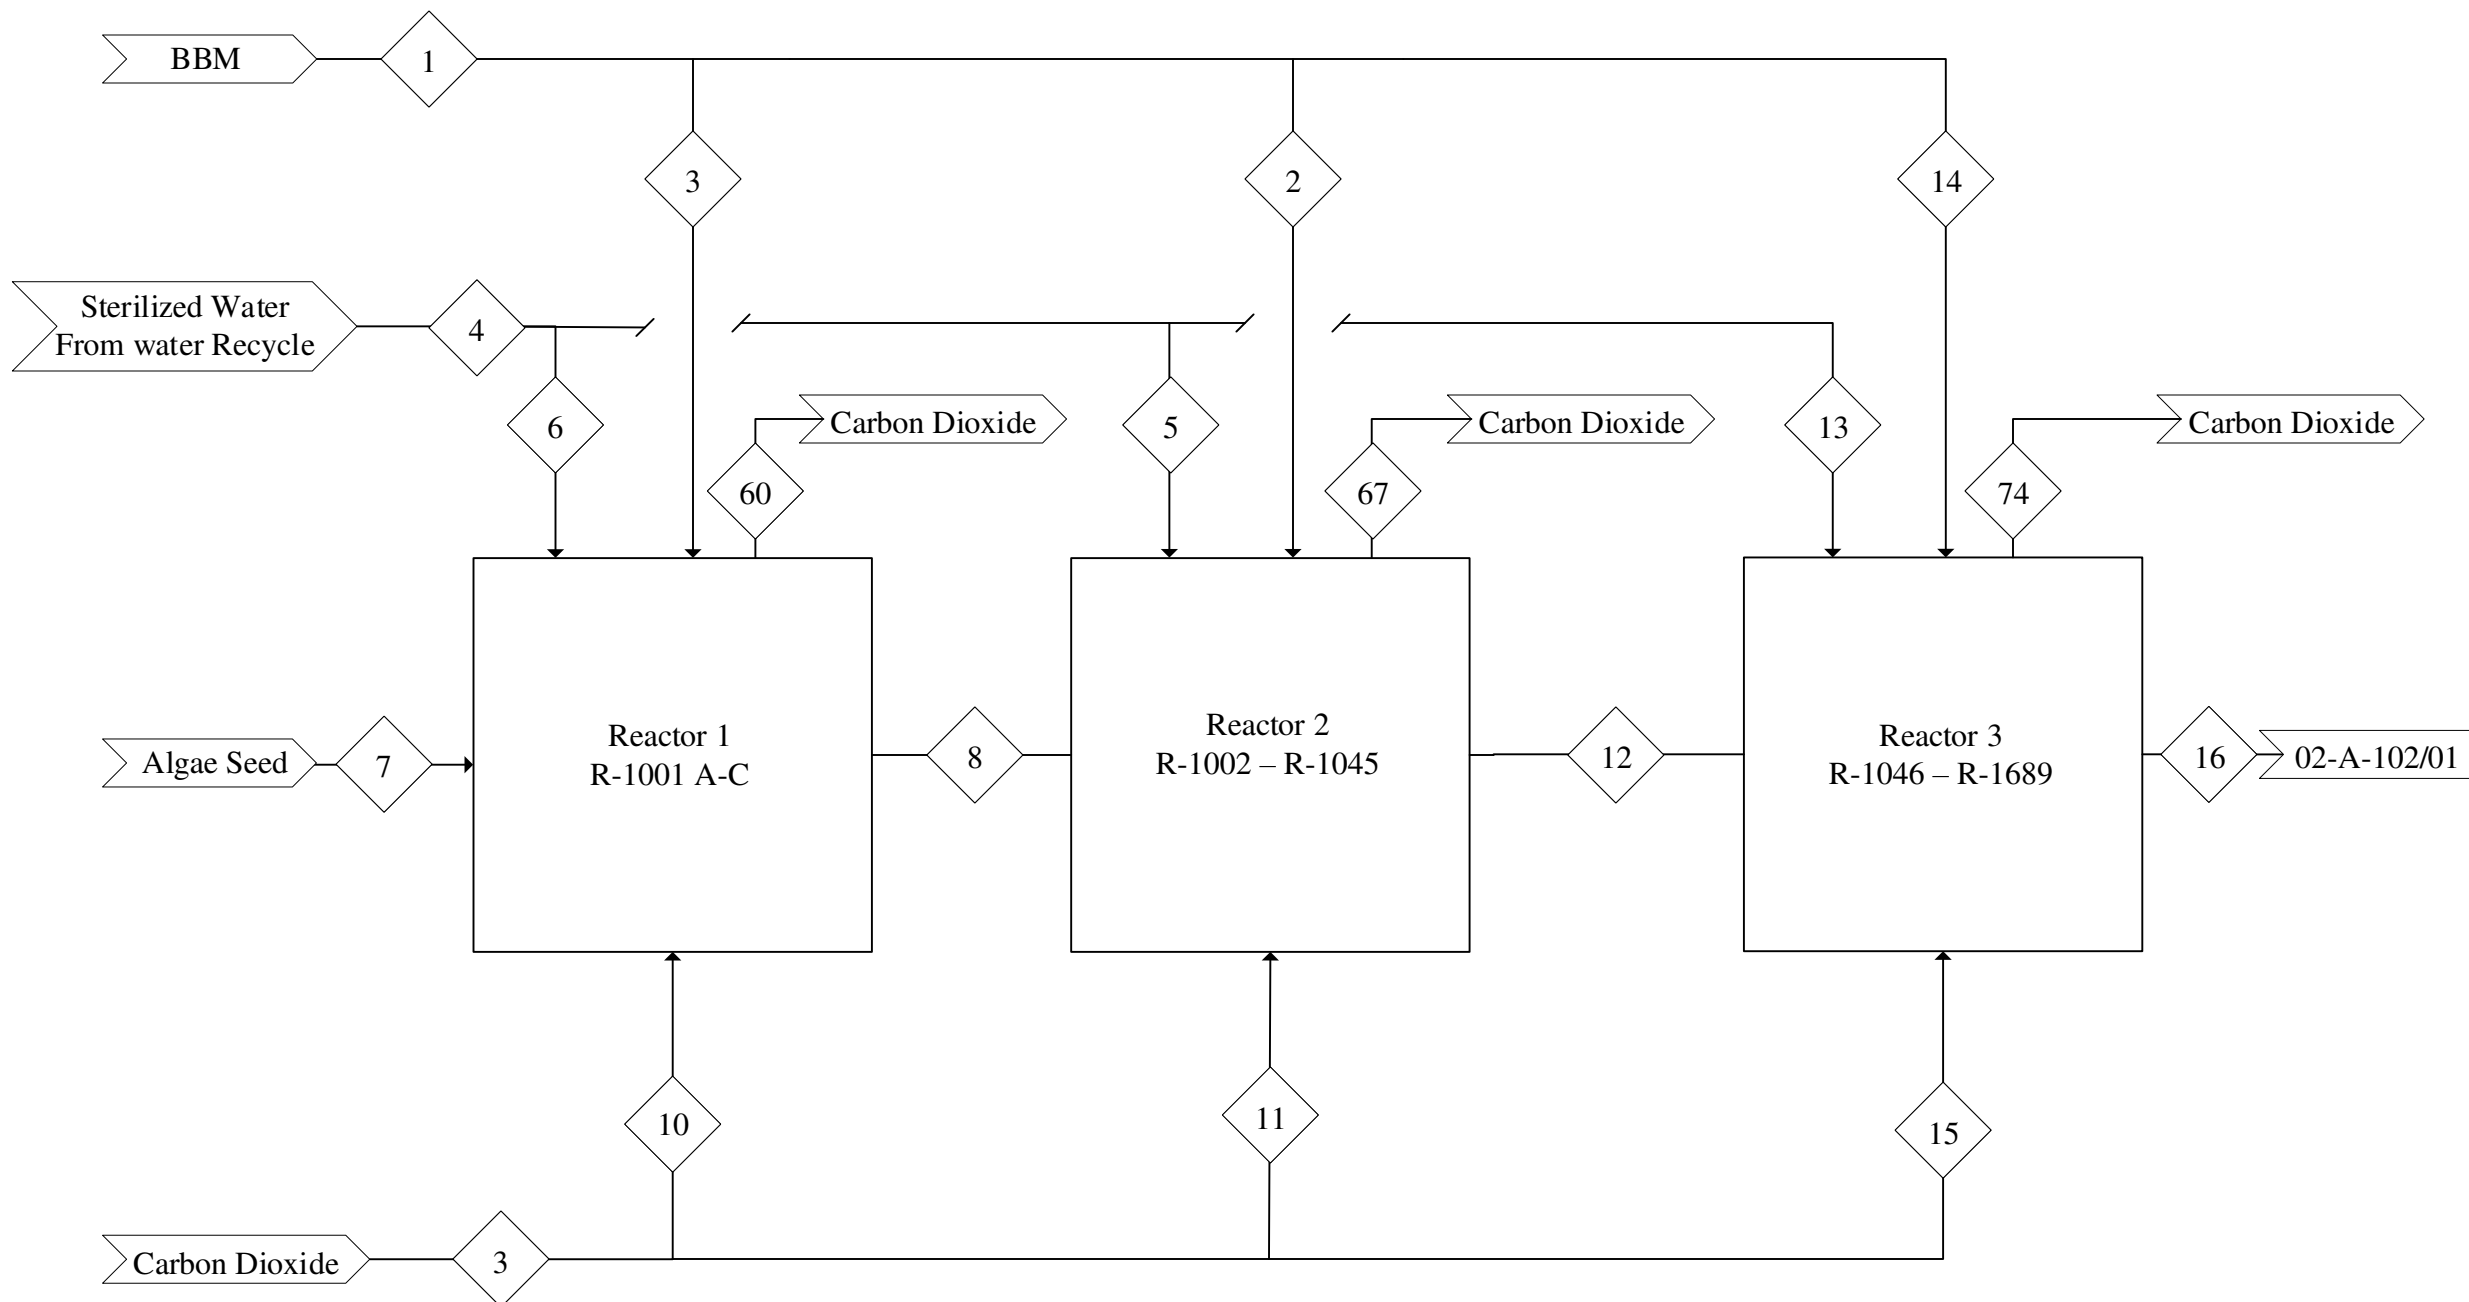 BBM
1
3
2
14
Sterilized Water
From water Recycle
4
6
Carbon Dioxide
5
Carbon Dioxide
13
Carbon Dioxide
60
67
74
Algae Seed
7
Reactor 1
R-1001 A-C
8
Reactor 2
R-1002 – R-1045
12
Reactor 3
R-1046 – R-1689
16
02-A-102/01
10
11
15
Carbon Dioxide
3